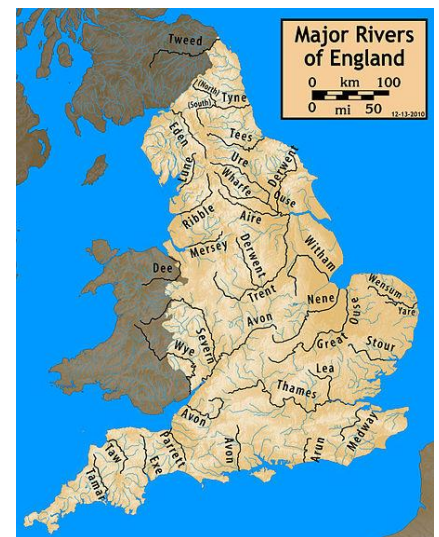 Major Rivers
of England
0 km 100
0 mi 50
12-13-2010
Tweed
(North)
Tyne
(South)
Eden
Tees
Lune
Ure
Derwent
Wharfe
Ouse
Ribble
Aire
Mersey
Derwent
Witham
Dee
Trent
Nene
Wensum
Yare
Avon
Great Ouse
Severn
Wye
Stour
Lea
Thames
Avon
Avon
Medway
Arun
Parrett
Exe
Taw
Tamar